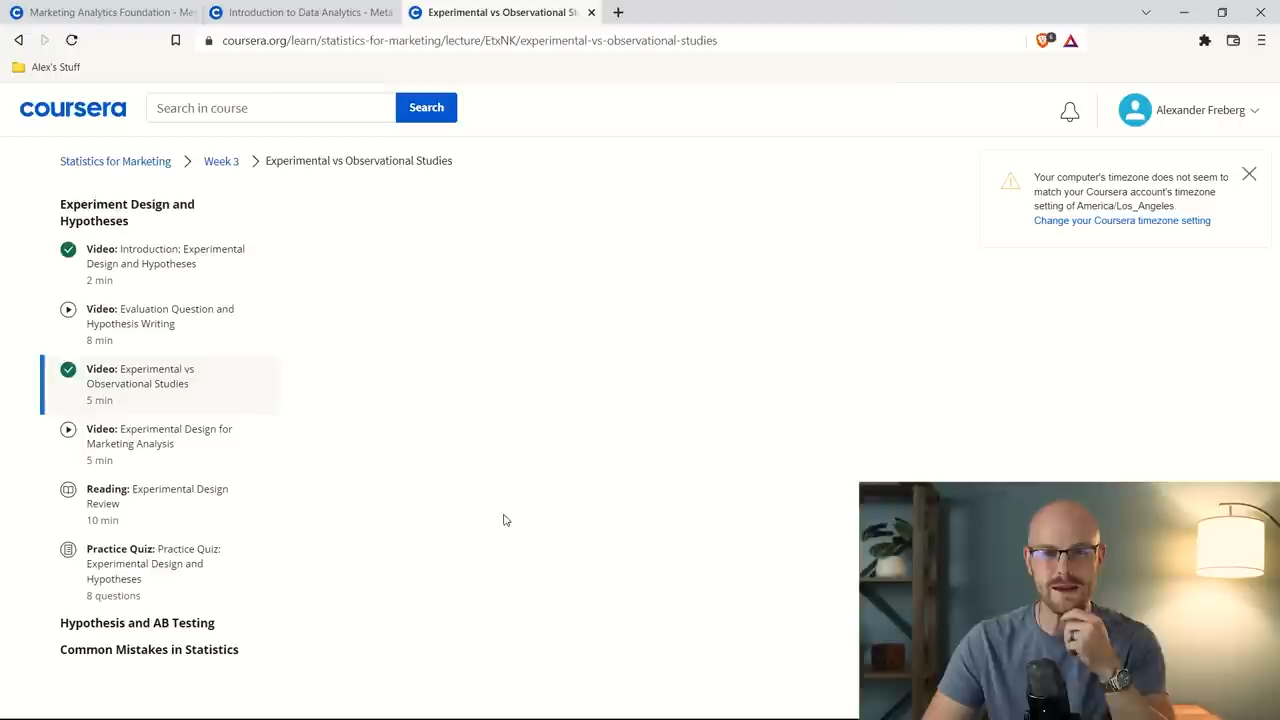 Marketing Analytics Foundation - Me
Introduction to Data Analytics - Meta
Experimental vs Observational St
coursera.org/learn/statistics-for-marketing/lecture/EtxNK/experimental-vs-observational-studies
6
Alex's Stuff
coursera
Search in course
Search
Alexander Freberg
Statistics for Marketing
Week 3
Experimental vs Observational Studies
Your computer's timezone does not seem to
match your Coursera account's timezone
setting of America/Los_Angeles.
Change your Coursera timezone setting
Experiment Design and
Hypotheses
Video: Introduction: Experimental
Design and Hypotheses
2 min
Video: Evaluation Question and
Hypothesis Writing
8 min
Video: Experimental vs
Observational Studies
5 min
Video: Experimental Design for
Marketing Analysis
5 min
Reading: Experimental Design
Review
10 min
Practice Quiz: Practice Quiz:
Experimental Design and
Hypotheses
8 questions
Hypothesis and AB Testing
Common Mistakes in Statistics